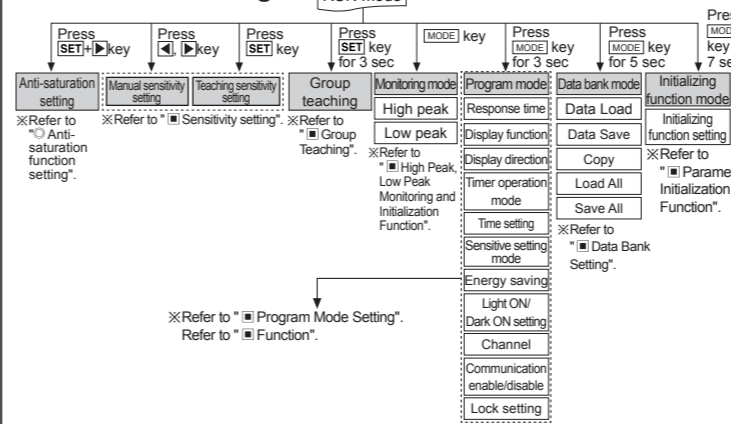 Press
SET+▶key
Press
◀, ▶key
Press
SET key
Press
SET key
for 3 sec
MODE key
Press
MODE key
for 3 sec
Press
MODE key
for 5 sec
key
Anti-saturation
setting
※Refer to
"◎ Anti-
saturation
function
setting".
Manual sensitivity
setting
Teaching sensitivity
setting
※Refer to "▣ Sensitivity setting".
Group
teaching
※Refer to
"▣ Group
Teaching".
Monitoring mode
High peak
Low peak
※Refer to
"▣ High Peak,
Low Peak
Monitoring and
Initialization
Function".
Program mode
Response time
Display function
Display direction
Timer operation
mode
Time setting
Sensitive setting
mode
Energy saving
Light ON/
Dark ON setting
Channel
Communication
enable/disable
Lock setting
※Refer to "▣ Program Mode Setting".
Refer to "▣ Function".
Data bank mode
Data Load
Data Save
Copy
Load All
Save All
※Refer to
"▣ Data Bank
Setting".
Initializing
function mode
Initializing
function setting
※Refer to
"▣
Initialization
Function".